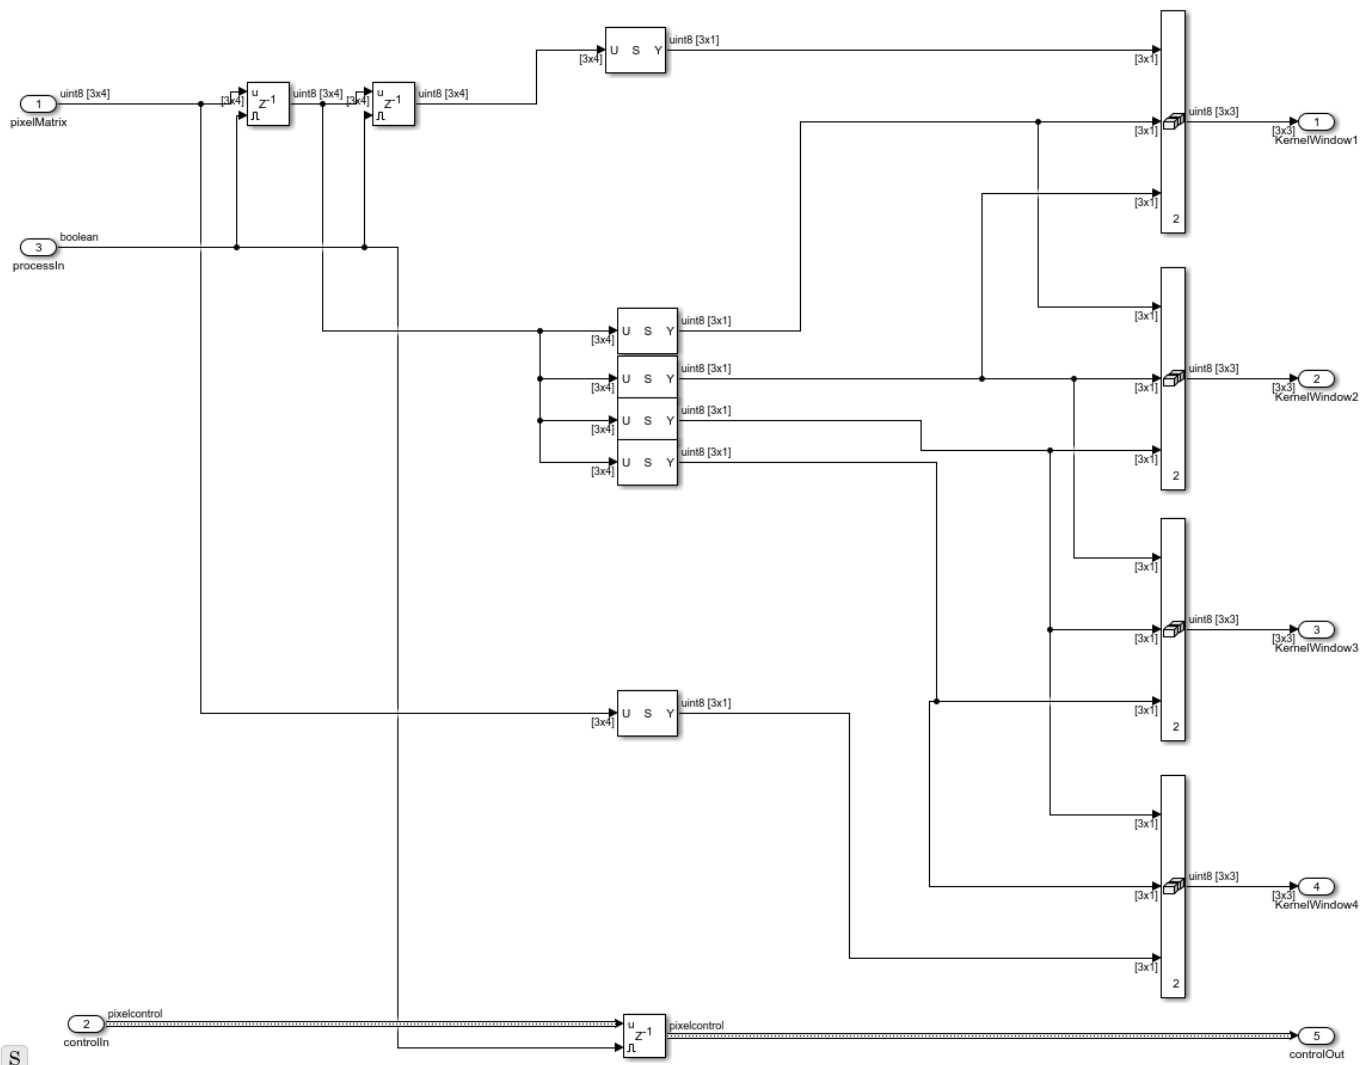 uint8 [3x1]
U S Y
[3x4]
[3x1]
1
uint8 [3x4]
pixelMatrix
[3x4]
u
Z-1
uint8 [3x4]
[3x4]
u
Z-1
uint8 [3x4]
[3x1]
uint8 [3x3]
1
[3x3]
KernelWindow1
[3x1]
2
3
boolean
processIn
[3x1]
U S Y
uint8 [3x1]
[3x4]
U S Y
uint8 [3x1]
[3x4]
[3x1]
uint8 [3x3]
2
[3x3]
KernelWindow2
U S Y
uint8 [3x1]
[3x4]
U S Y
uint8 [3x1]
[3x4]
[3x1]
2
[3x1]
[3x1]
uint8 [3x3]
3
[3x3]
KernelWindow3
U S Y
uint8 [3x1]
[3x4]
[3x1]
2
[3x1]
[3x1]
uint8 [3x3]
4
[3x3]
KernelWindow4
[3x1]
2
2
pixelcontrol
controlIn
u
Z-1
pixelcontrol
5
controlOut
S